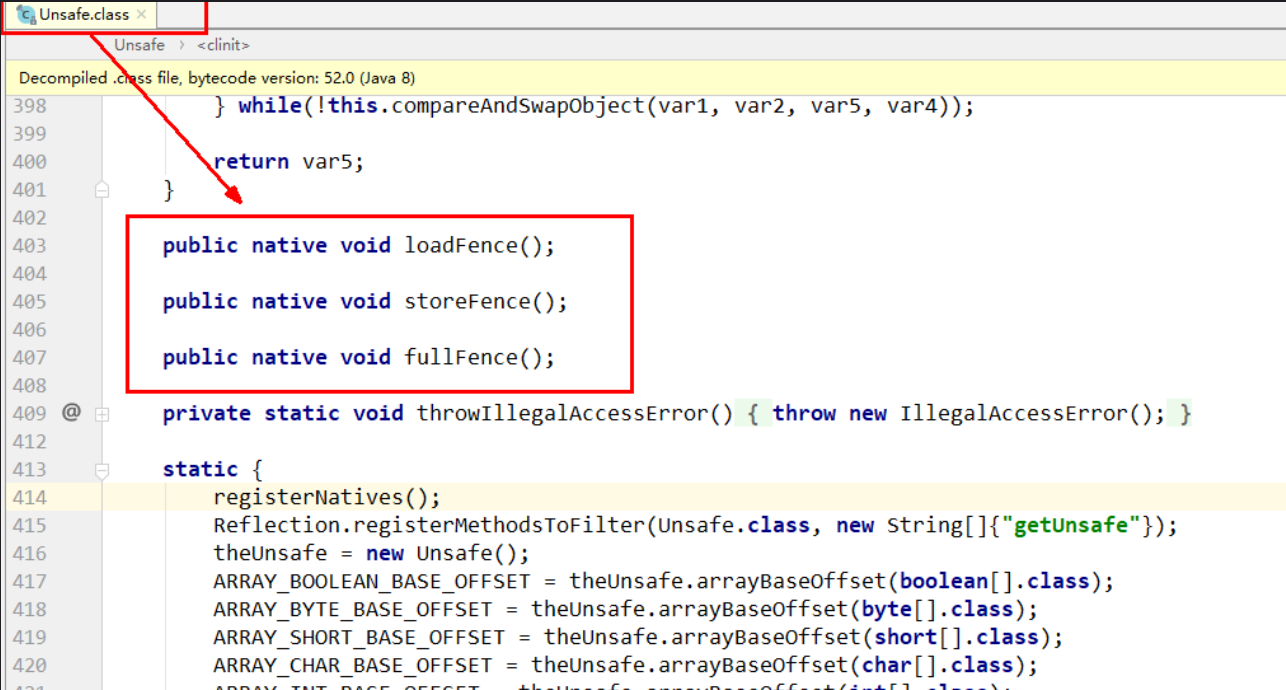 Unsafe.class ×
Unsafe › <clinit>
Decompiled .class file, bytecode version: 52.0 (Java 8)
398 } while(!this.compareAndSwapObject(var1, var2, var5, var4));
399
400 return var5;
401 }
402
403 public native void loadFence();
404
405 public native void storeFence();
406
407 public native void fullFence();
408
409 @ private static void throwIllegalAccessError() { throw new IllegalAccessError(); }
412
413 static {
414 registerNatives();
415 Reflection.registerMethodsToFilter(Unsafe.class, new String[]{"getUnsafe"});
416 theUnsafe = new Unsafe();
417 ARRAY_BOOLEAN_BASE_OFFSET = theUnsafe.arrayBaseOffset(boolean[].class);
418 ARRAY_BYTE_BASE_OFFSET = theUnsafe.arrayBaseOffset(byte[].class);
419 ARRAY_SHORT_BASE_OFFSET = theUnsafe.arrayBaseOffset(short[].class);
420 ARRAY_CHAR_BASE_OFFSET = theUnsafe.arrayBaseOffset(char[].class);